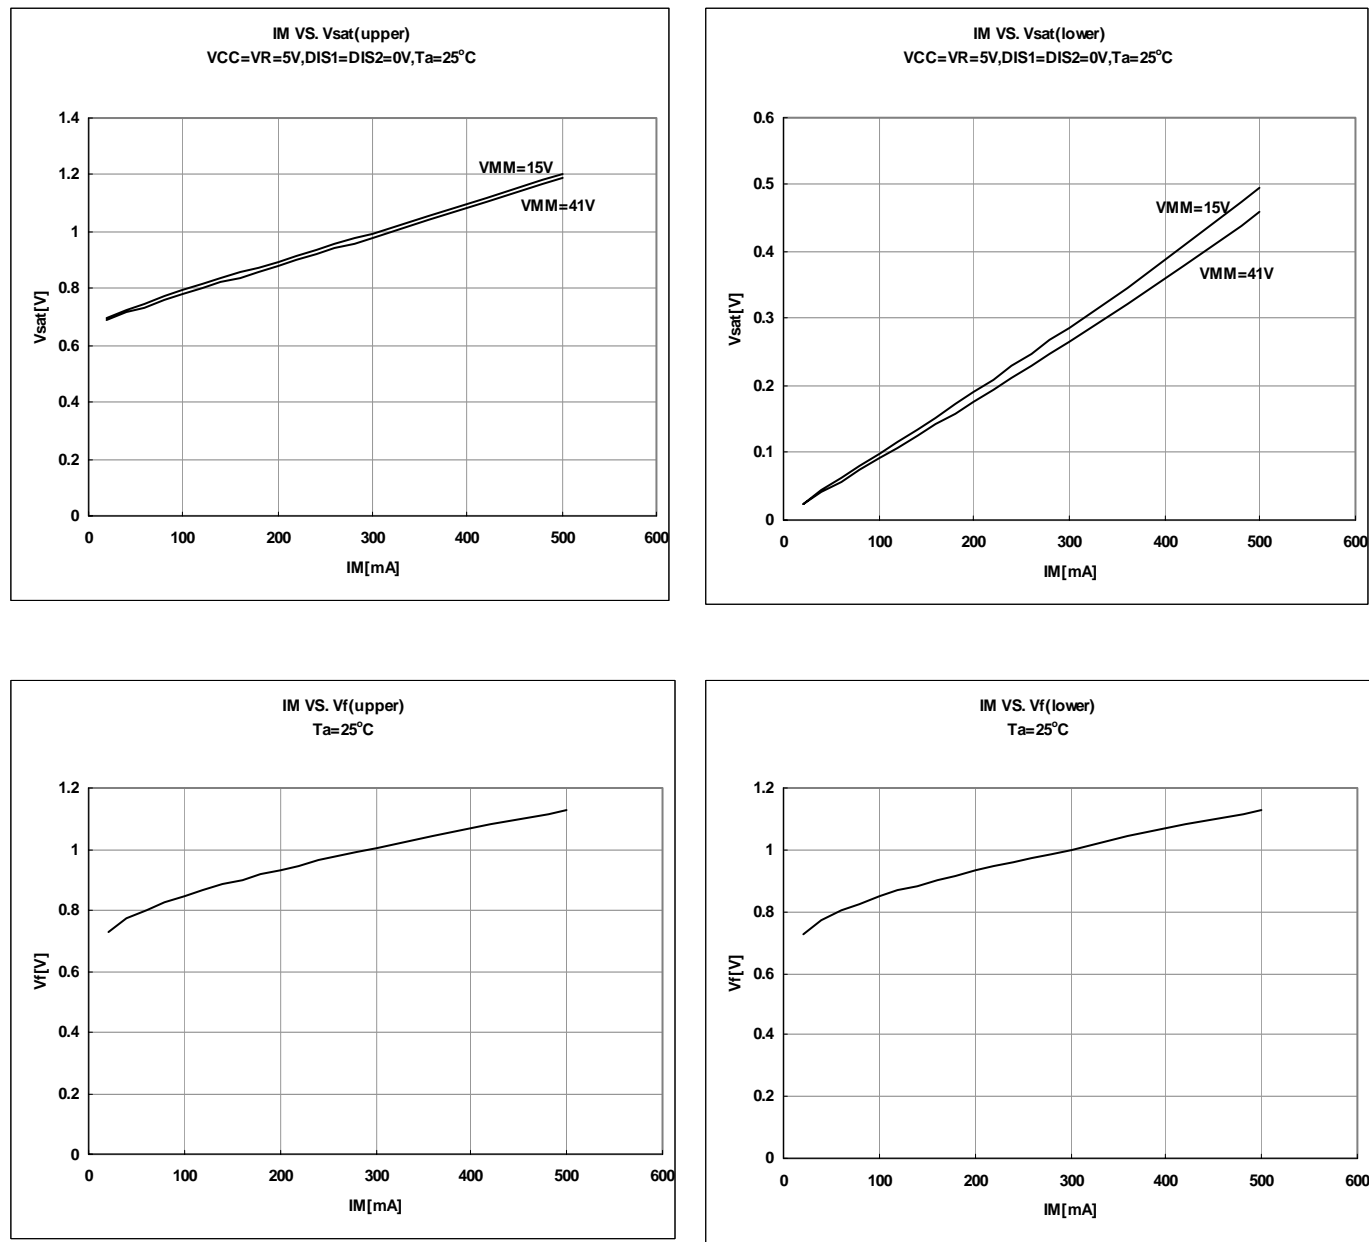 IM VS. Vsat(upper)
VCC=VR=5V,DIS1=DIS2=0V,Ta=25°C
1.4
1.2
1
0.8
0.6
0.4
0.2
0
Vsat[V]
VMM=15V
VMM=41V
0 100 200 300 400 500 600
IM[mA]
IM VS. Vsat(lower)
VCC=VR=5V,DIS1=DIS2=0V,Ta=25°C
0.6
0.5
0.4
0.3
0.2
0.1
0
Vsat[V]
VMM=15V
VMM=41V
0 100 200 300 400 500 600
IM[mA]
IM VS. Vf(upper)
Ta=25°C
1.2
1
0.8
0.6
0.4
0.2
0
Vf[V]
0 100 200 300 400 500 600
IM[mA]
IM VS. Vf(lower)
Ta=25°C
1.2
1
0.8
0.6
0.4
0.2
0
Vf[V]
0 100 200 300 400 500 600
IM[mA]